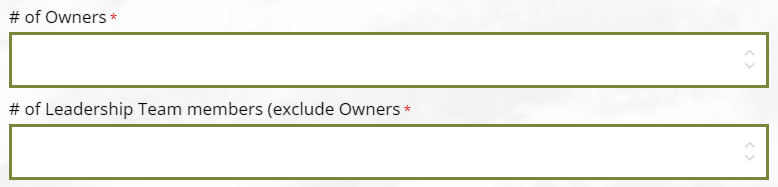 # of Owners *
# of Leadership Team members (exclude Owners *